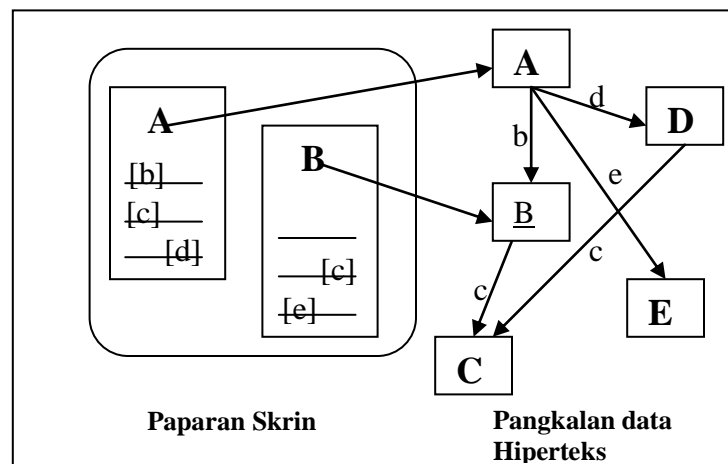 A
[b]
[c]
[d]
B
[c]
[e]
A
d
D
b
e
B
c
c
E
C
Paparan Skrin
Pangkalan data
Hiperteks